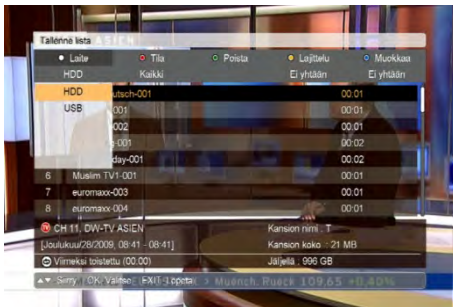 Tallenne lista
ASIEN
Laite Tila Poista Lajittelu Muokkaa
HDD Kaikki Ei yhtään Ei yhtään
HDD
USB
utsch-001 00:01
001 00:01
002 00:01
-001 00:02
day-001 00:02
6 Muslim TV1-001 00:01
7 euromaxx-003 00:01
8 euromaxx-004 00:01
CH 11, DW-TV ASIEN Kansion nimi : T
[Joulukuu/28/2009, 08:41 - 08:41] Kansion koko : 21 MB
Viimeksi toistettu (00:00) Jäljellä : 996 GB
▲▼ Siirry OK Valitse EXIT Lopeta
Muench. Rueck 109,65 +0,40%